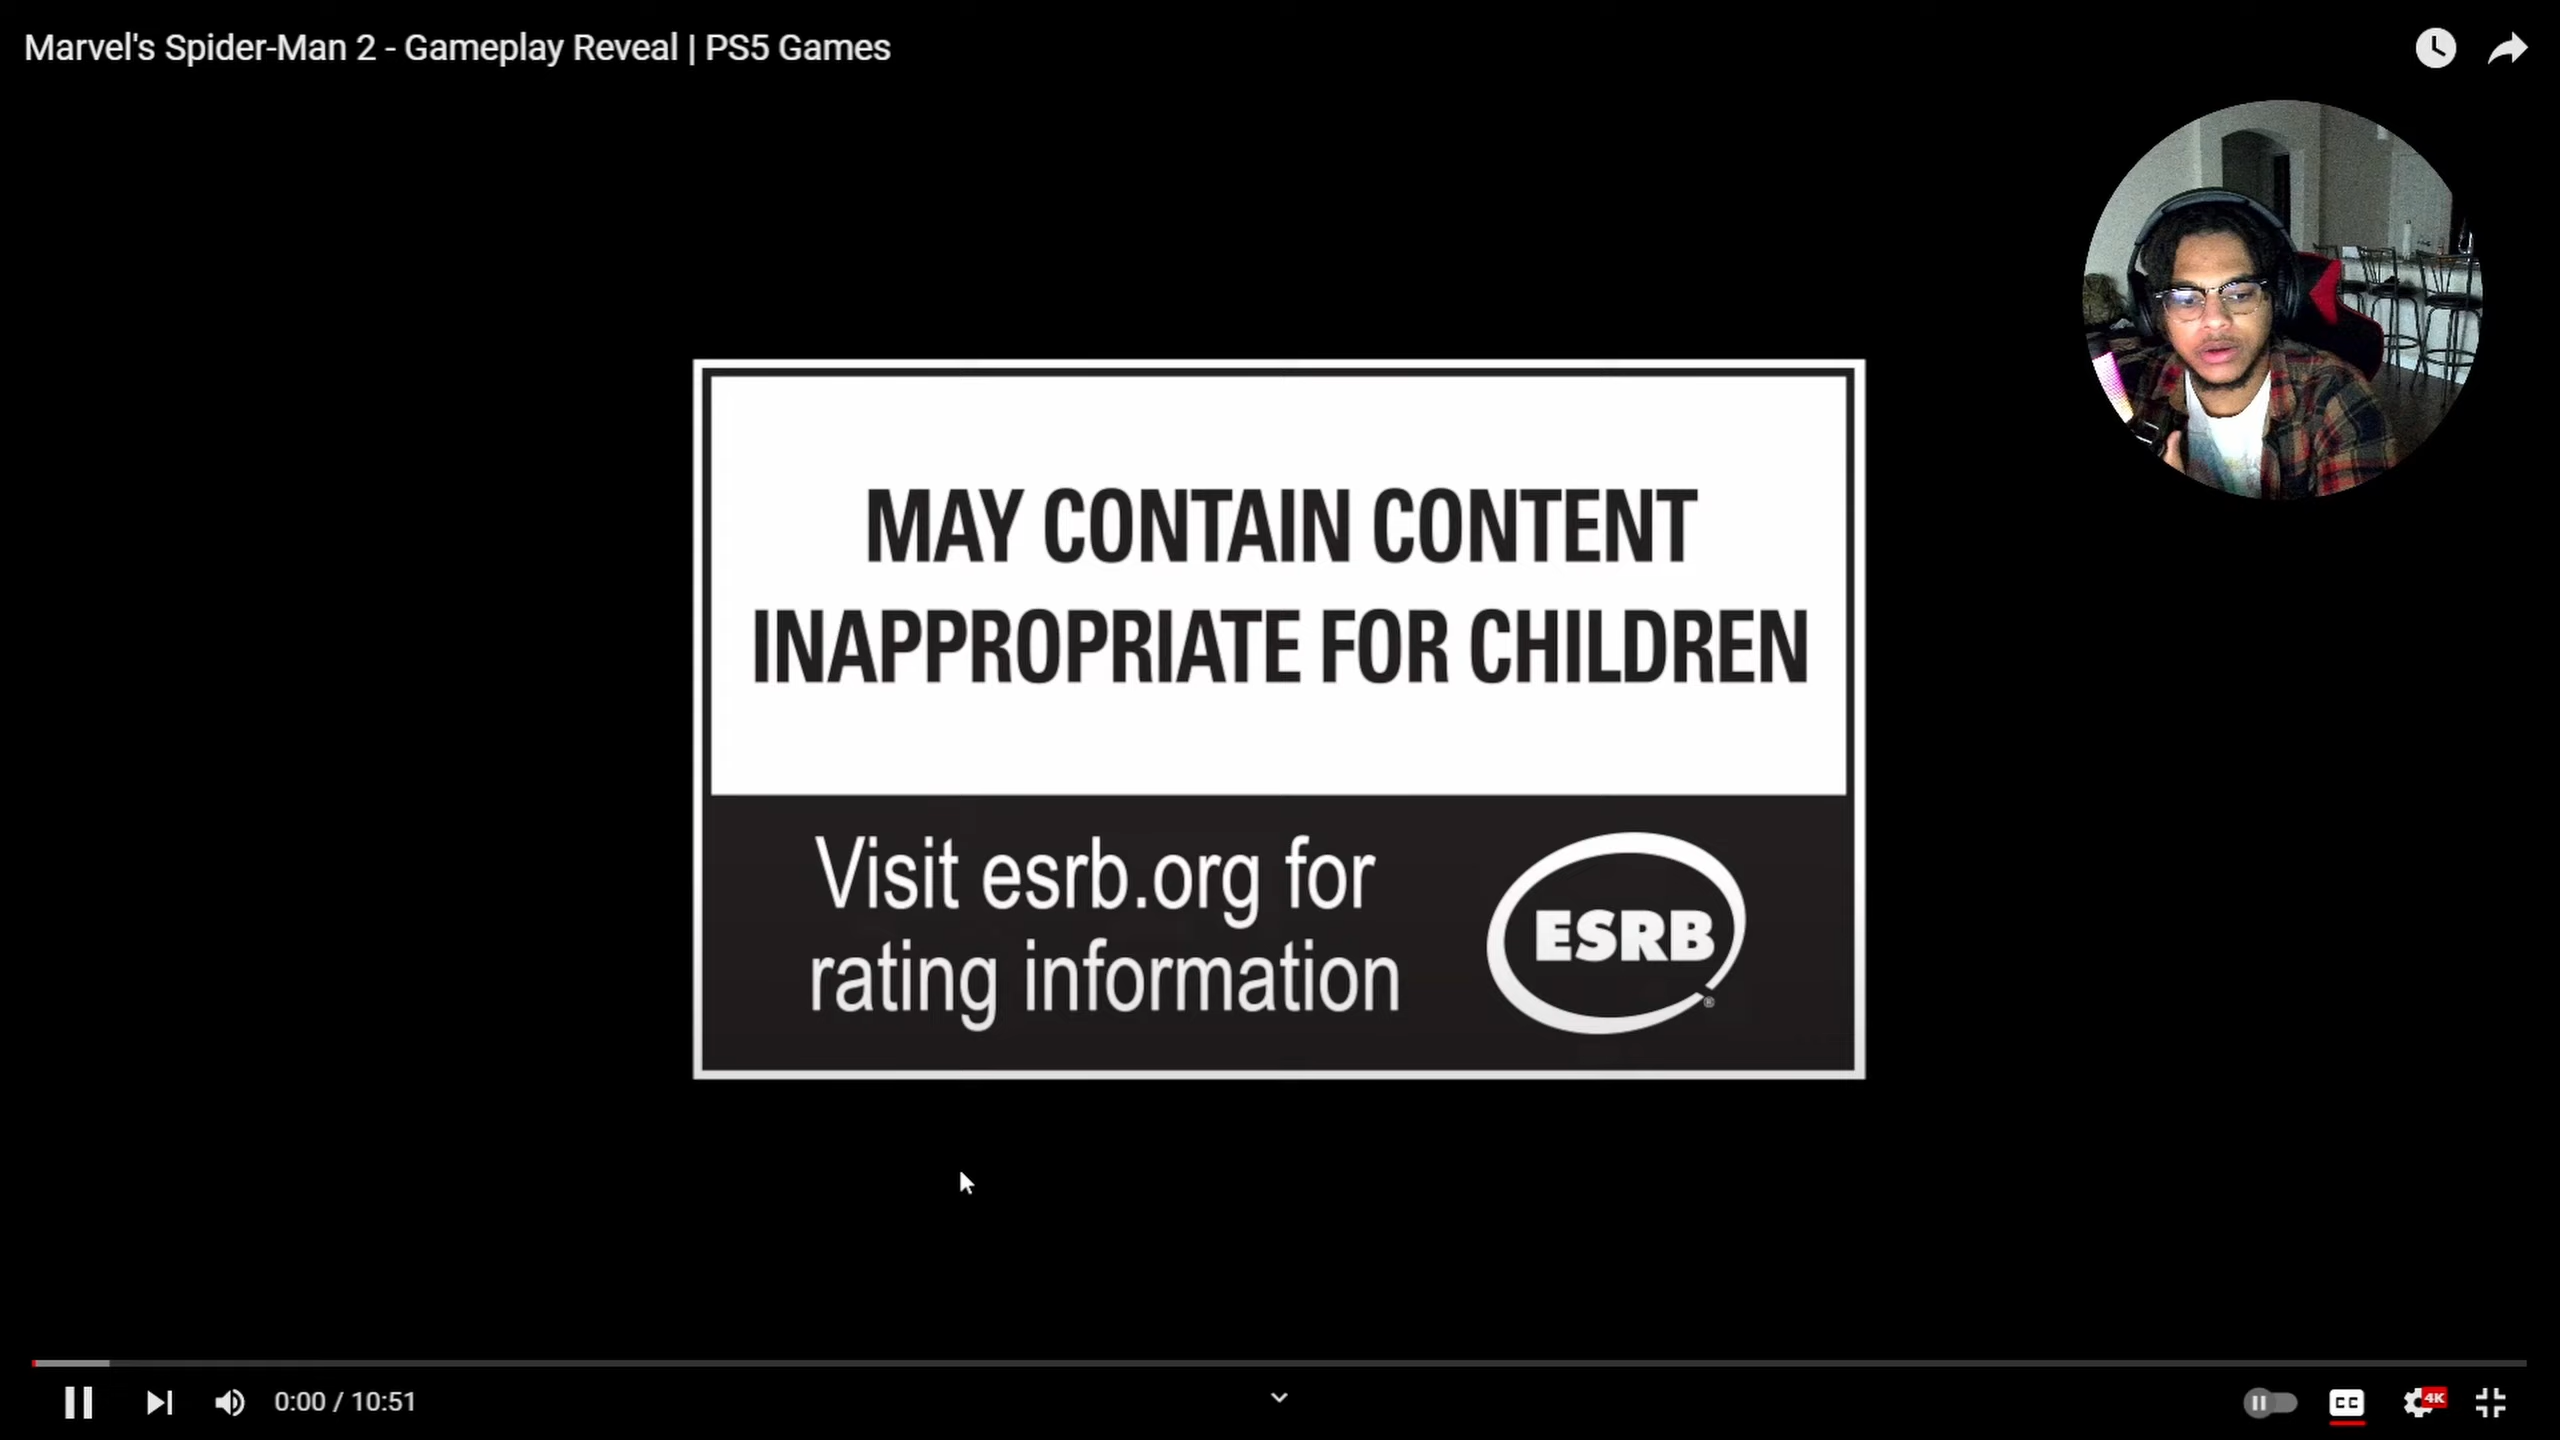 Marvel's Spider-Man 2 - Gameplay Reveal | PS5 Games
MAY CONTAIN CONTENT
INAPPROPRIATE FOR CHILDREN
Visit esrb.org for
rating information
ESRB
®
0:00 / 10:51
CC
4K